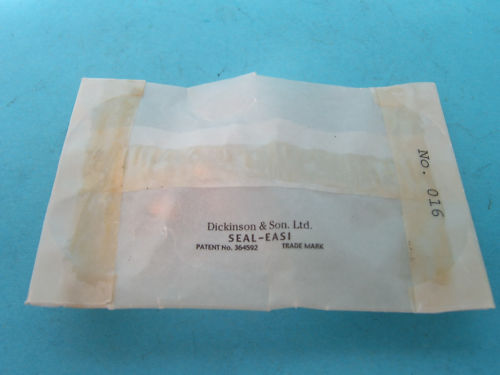 Dickinson & Son. Ltd.
SEAL-EASI
PATENT No. 364592 TRADE MARK
No. 016